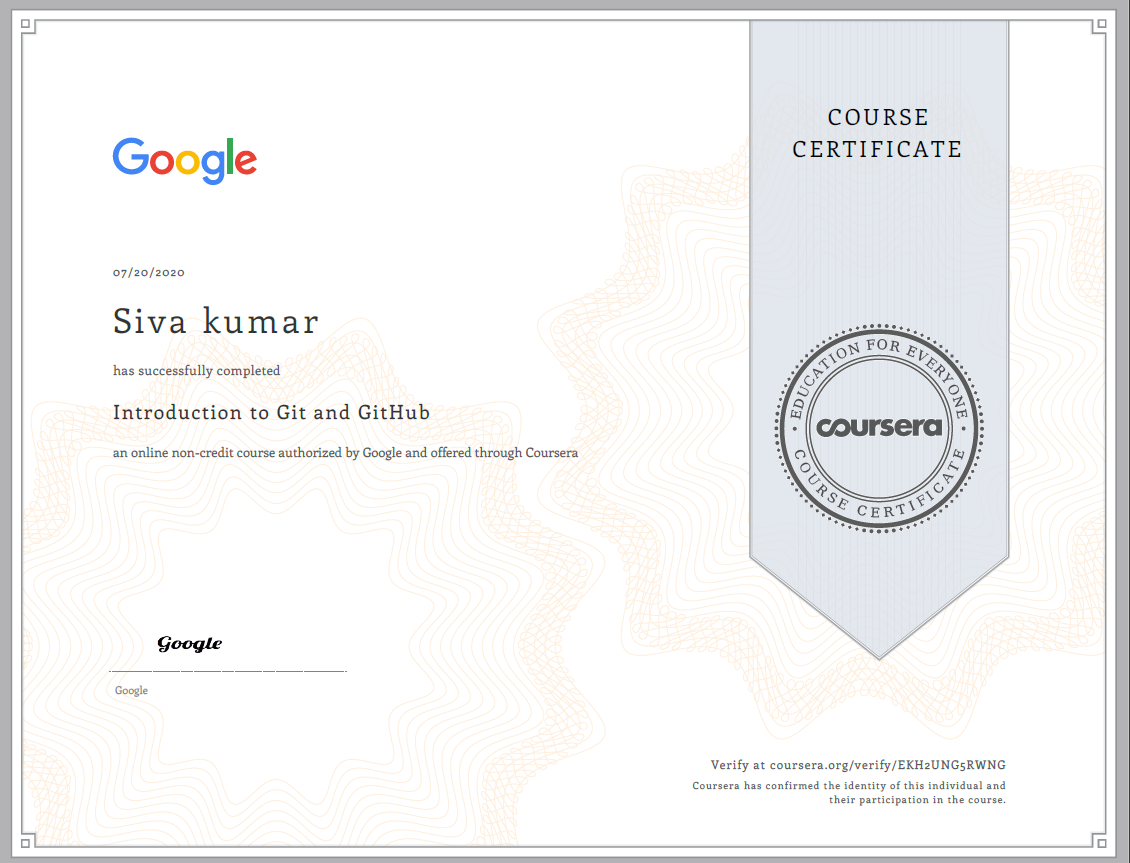 Google
07/20/2020
Siva kumar
has successfully completed
Introduction to Git and GitHub
an online non-credit course authorized by Google and offered through Coursera
Google
Google
COURSE
CERTIFICATE
EDUCATION FOR EVERYONE
coursera
COURSE CERTIFICATE
Verify at coursera.org/verify/EKH2UNG5RWNG
Coursera has confirmed the identity of this individual and
their participation in the course.